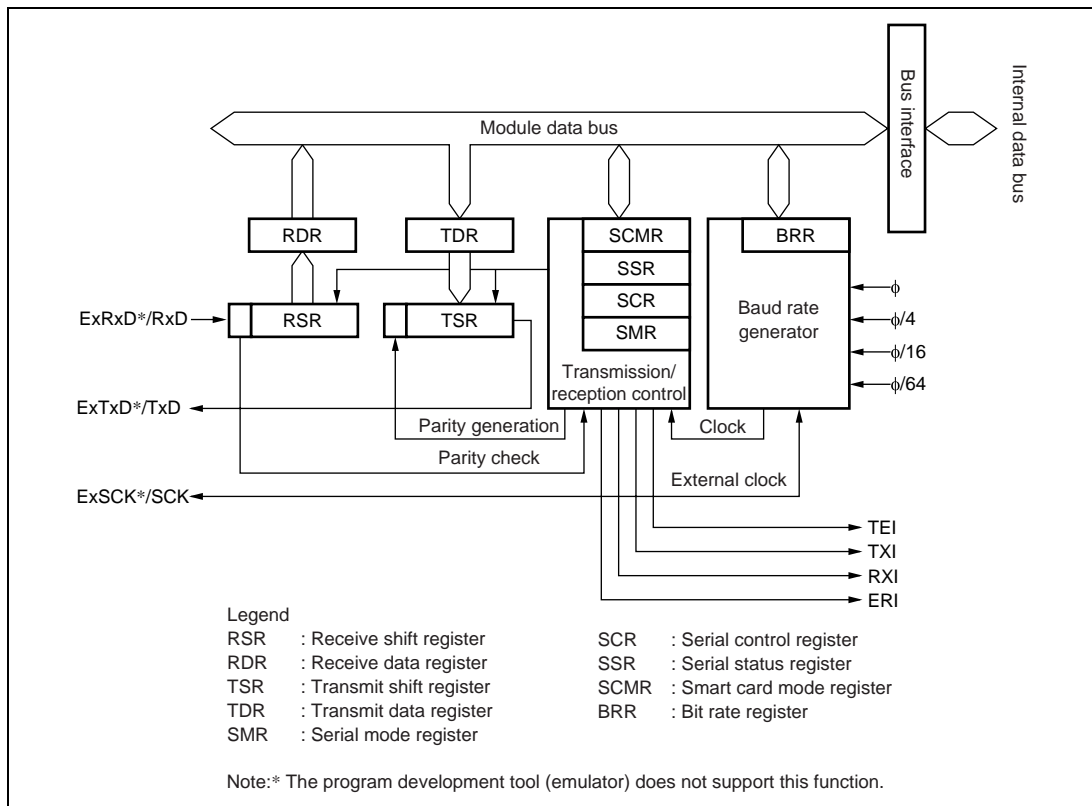 Module data bus
Bus interface
Internal data bus
RDR
TDR
SCMR
BRR
SSR
SCR
SMR
RSR
TSR
Baud rate
generator
ϕ
ϕ/4
ϕ/16
ϕ/64
ExRxD*/RxD
Transmission/
reception control
ExTxD*/TxD
Parity generation
Clock
Parity check
External clock
ExSCK*/SCK
TEI
TXI
RXI
ERI
Legend
RSR : Receive shift register
RDR : Receive data register
TSR : Transmit shift register
TDR : Transmit data register
SMR : Serial mode register
SCR : Serial control register
SSR : Serial status register
SCMR : Smart card mode register
BRR : Bit rate register
Note:* The program development tool (emulator) does not support this function.